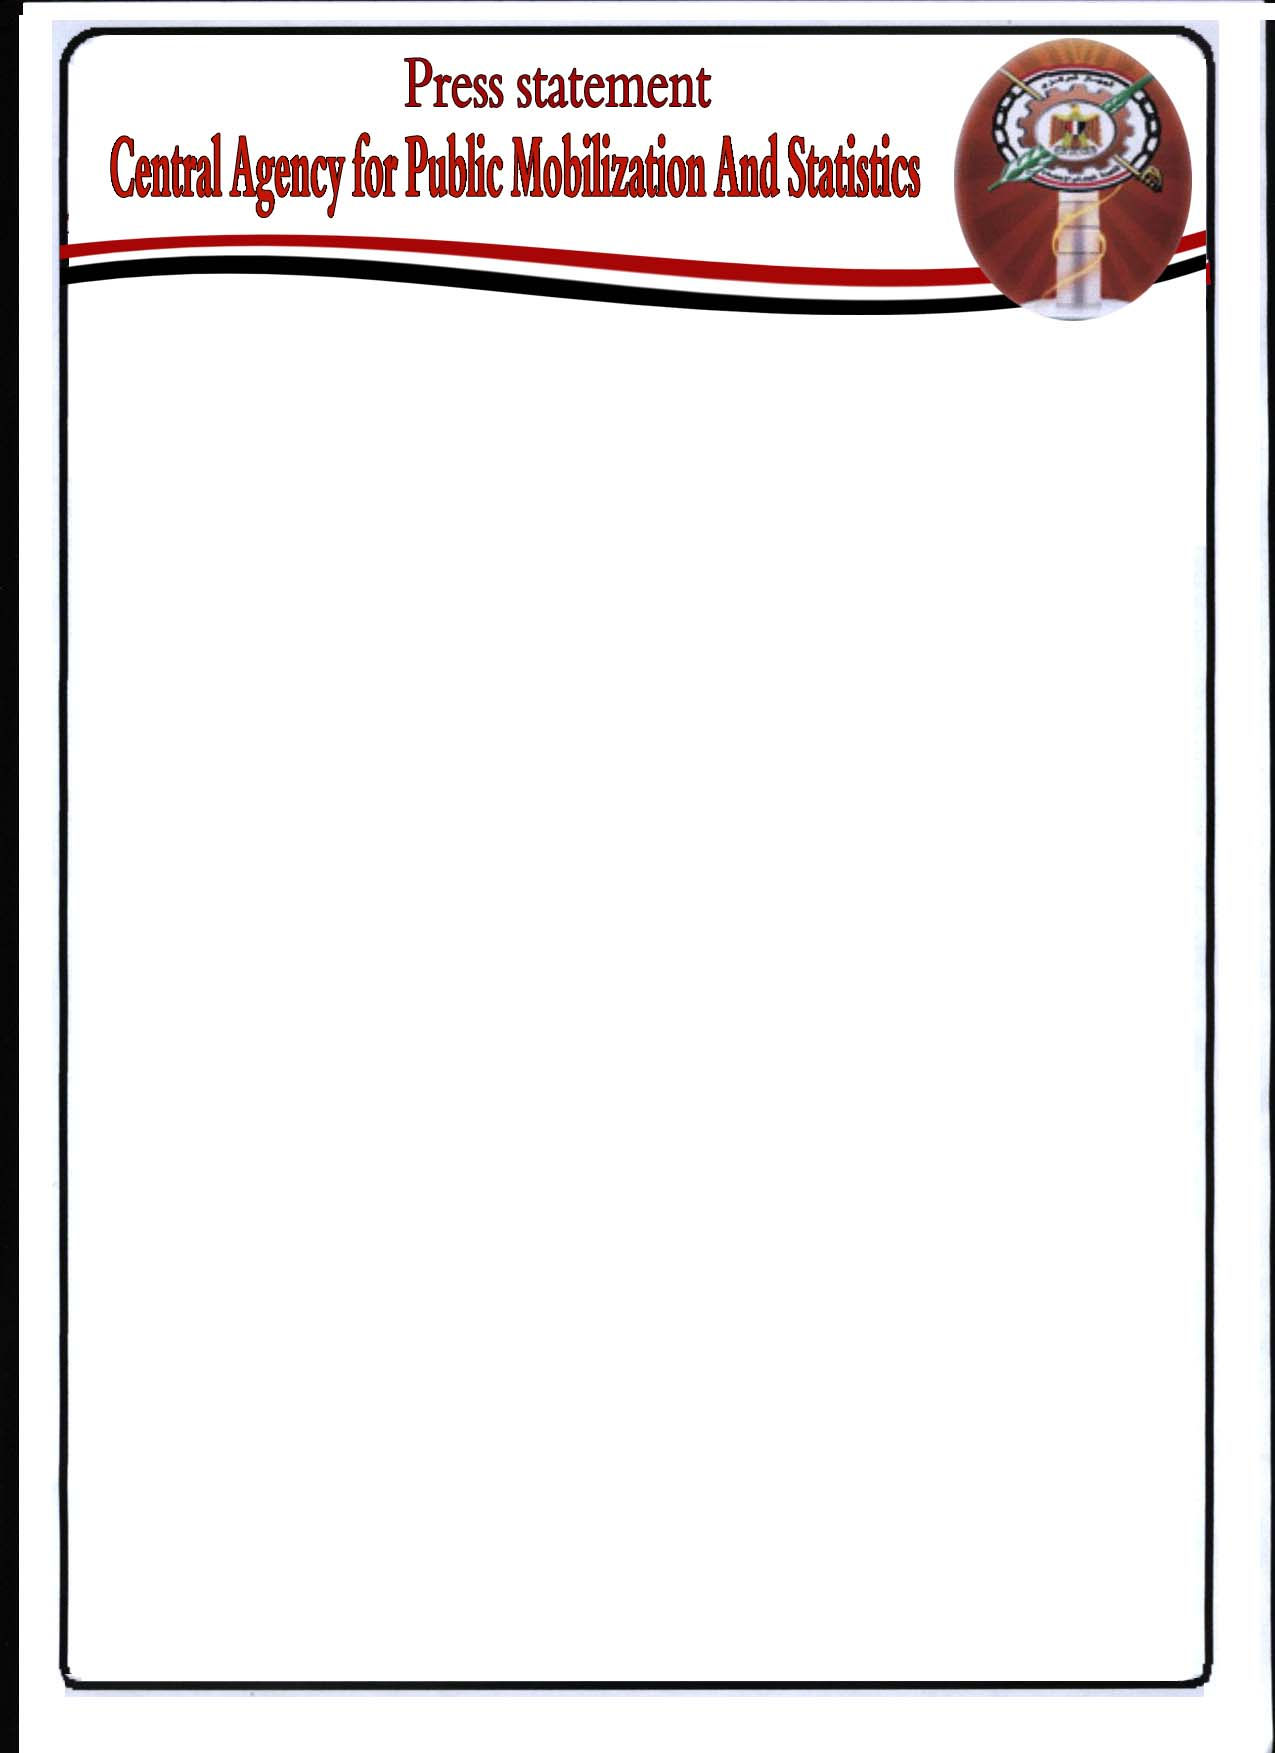 Press statement
Central Agency for Public Mobilization And Statistics